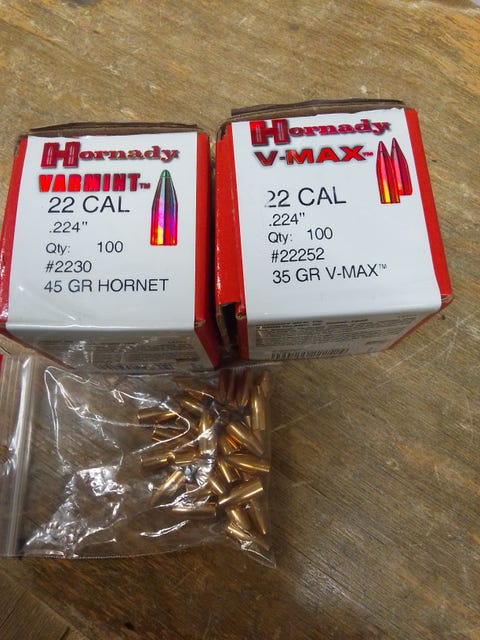 Hornady
VARMINT™
22 CAL
.224"
Qty: 100
#2230
45 GR HORNET
Hornady
V-MAX™
22 CAL
.224"
Qty: 100
#22252
35 GR V-MAX™